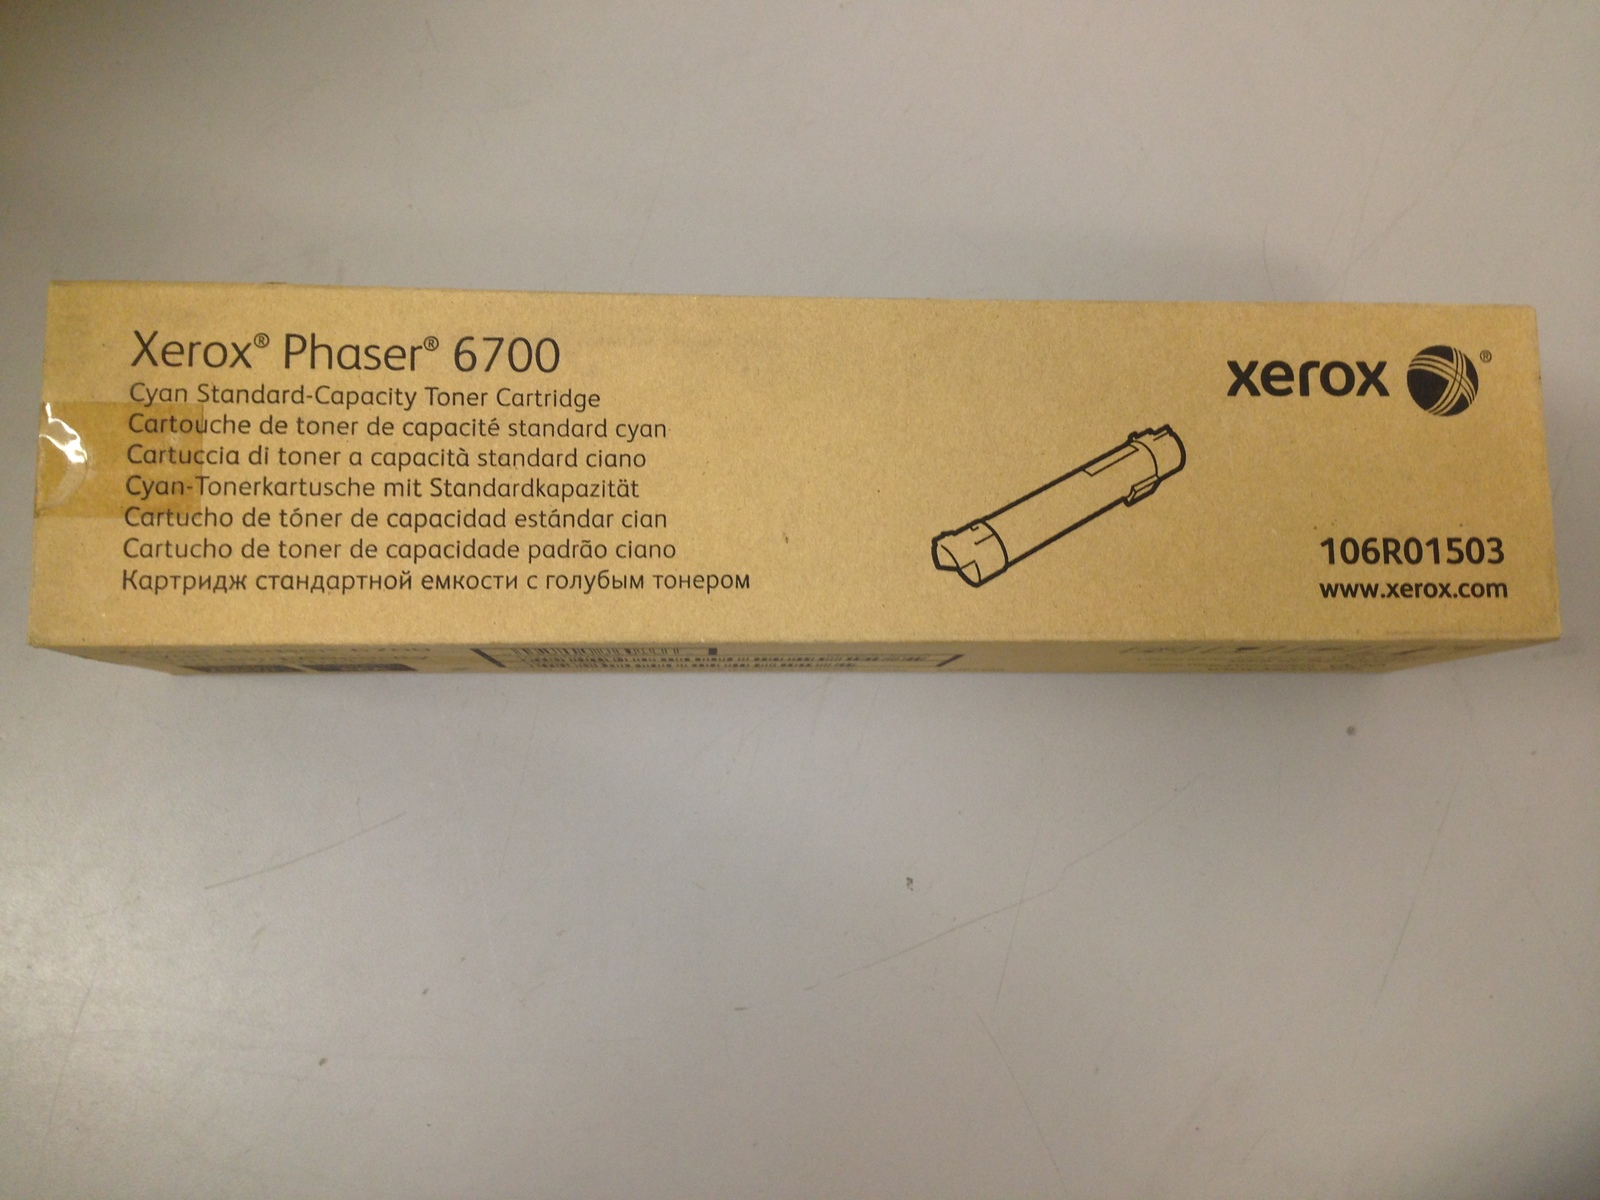 Xerox® Phaser® 6700
Cyan Standard-Capacity Toner Cartridge
Cartouche de toner de capacité standard cyan
Cartuccia di toner a capacità standard ciano
Cyan-Tonerkartusche mit Standardkapazität
Cartucho de tóner de capacidad estándar cian
Cartucho de toner de capacidade padrão ciano
Картридж стандартной емкости с голубым тонером
xerox ®
106R01503
www.xerox.com